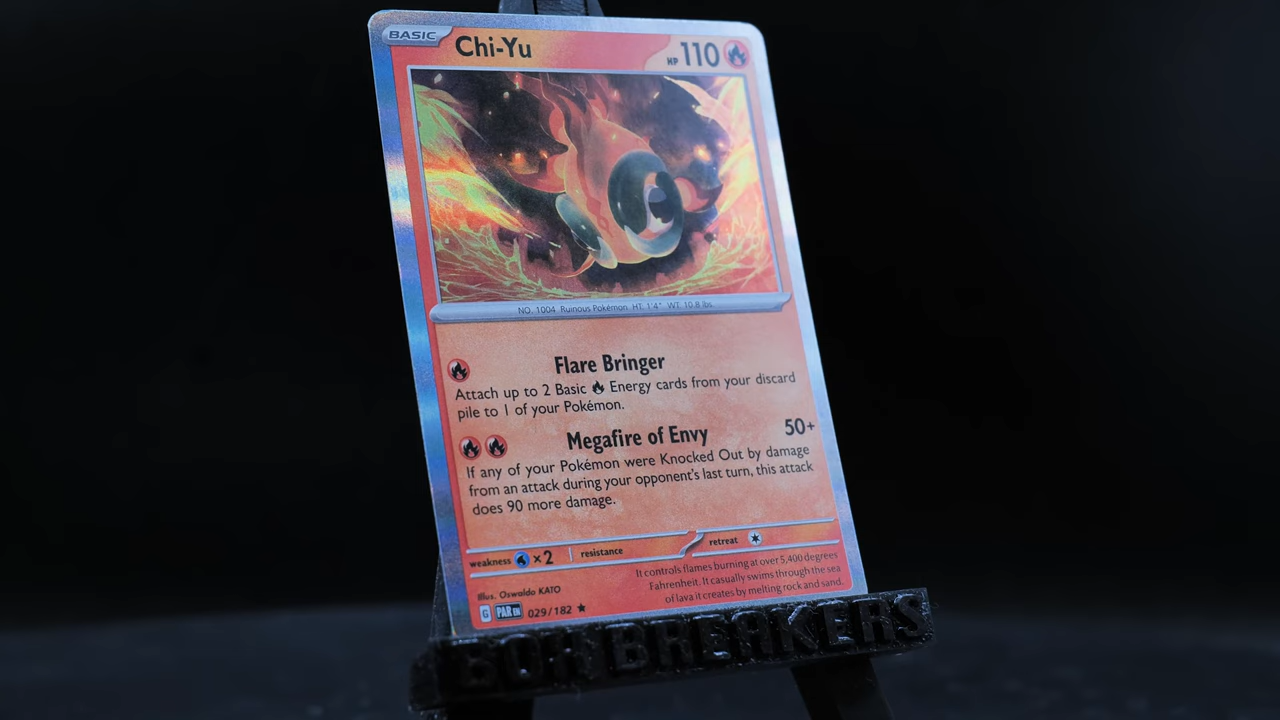 BASIC Chi-Yu HP 110
NO. 1004 Ruinous Pokémon HT. 1'4" WT. 10.8 lbs.
Flare Bringer
Attach up to 2 Basic Energy cards from your discard
pile to 1 of your Pokémon.
Megafire of Envy 50+
If any of your Pokémon were Knocked Out by damage
from an attack during your opponent's last turn, this attack
does 90 more damage.
weakness ×2 resistance retreat
It controls flames burning at over 5,400 degrees
Fahrenheit. It casually swims through the sea
of lava it creates by melting rock and sand.
Illus. Oswaldo KATO
G PAR EN 029/182 ★
BREAKERS